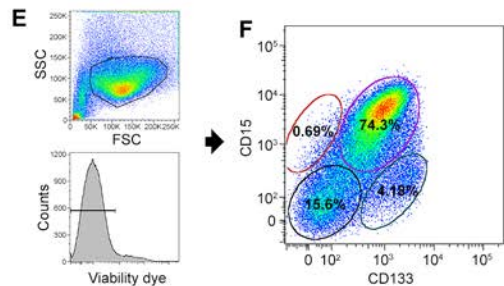 E
SSC
250K
200K
150K
100K
50K
0
0 50K 100K 150K 200K 250K
FSC
Counts
1200
900
600
300
0
Viability dye
F
CD15
10⁵
10⁴
10³
10²
0
0.69%
74.3%
15.6%
4.18%
0 10² 10³ 10⁴ 10⁵
CD133